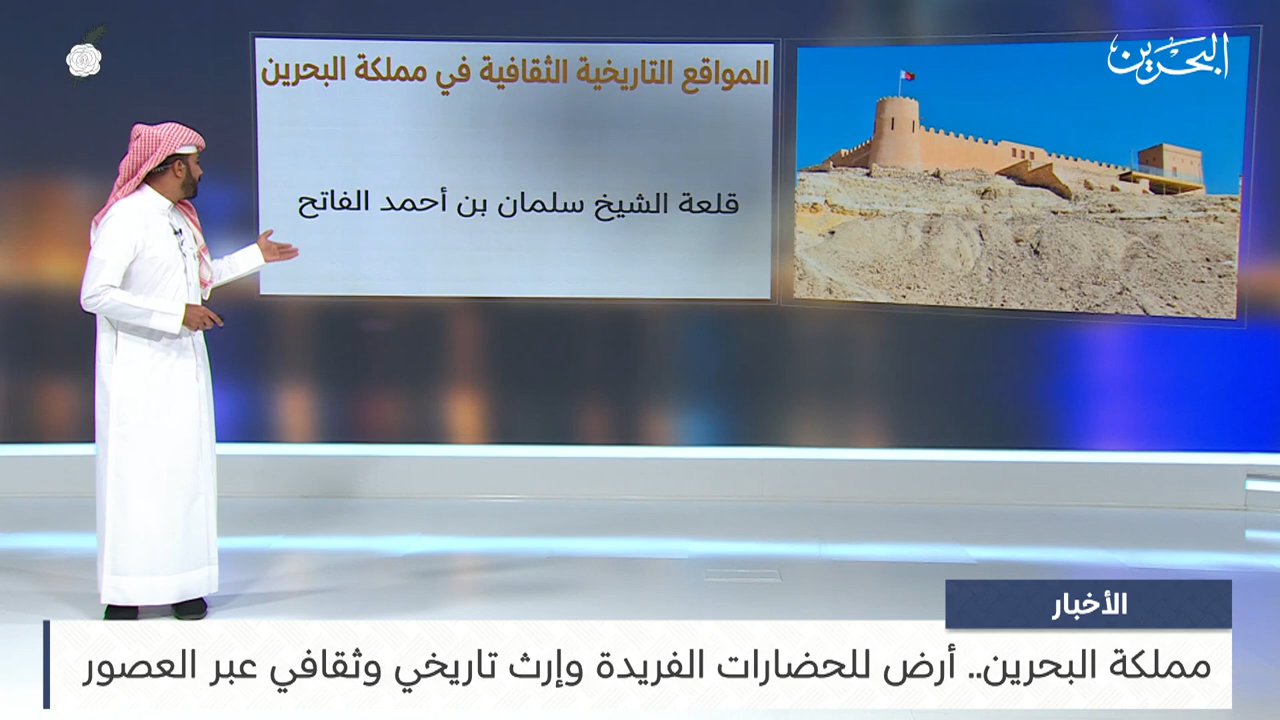 البحرين
المواقع التاريخية الثقافية في مملكة البحرين
قلعة الشيخ سلمان بن أحمد الفاتح
الأخبار
مملكة البحرين.. أرض للحضارات الفريدة وإرث تاريخي وثقافي عبر العصور